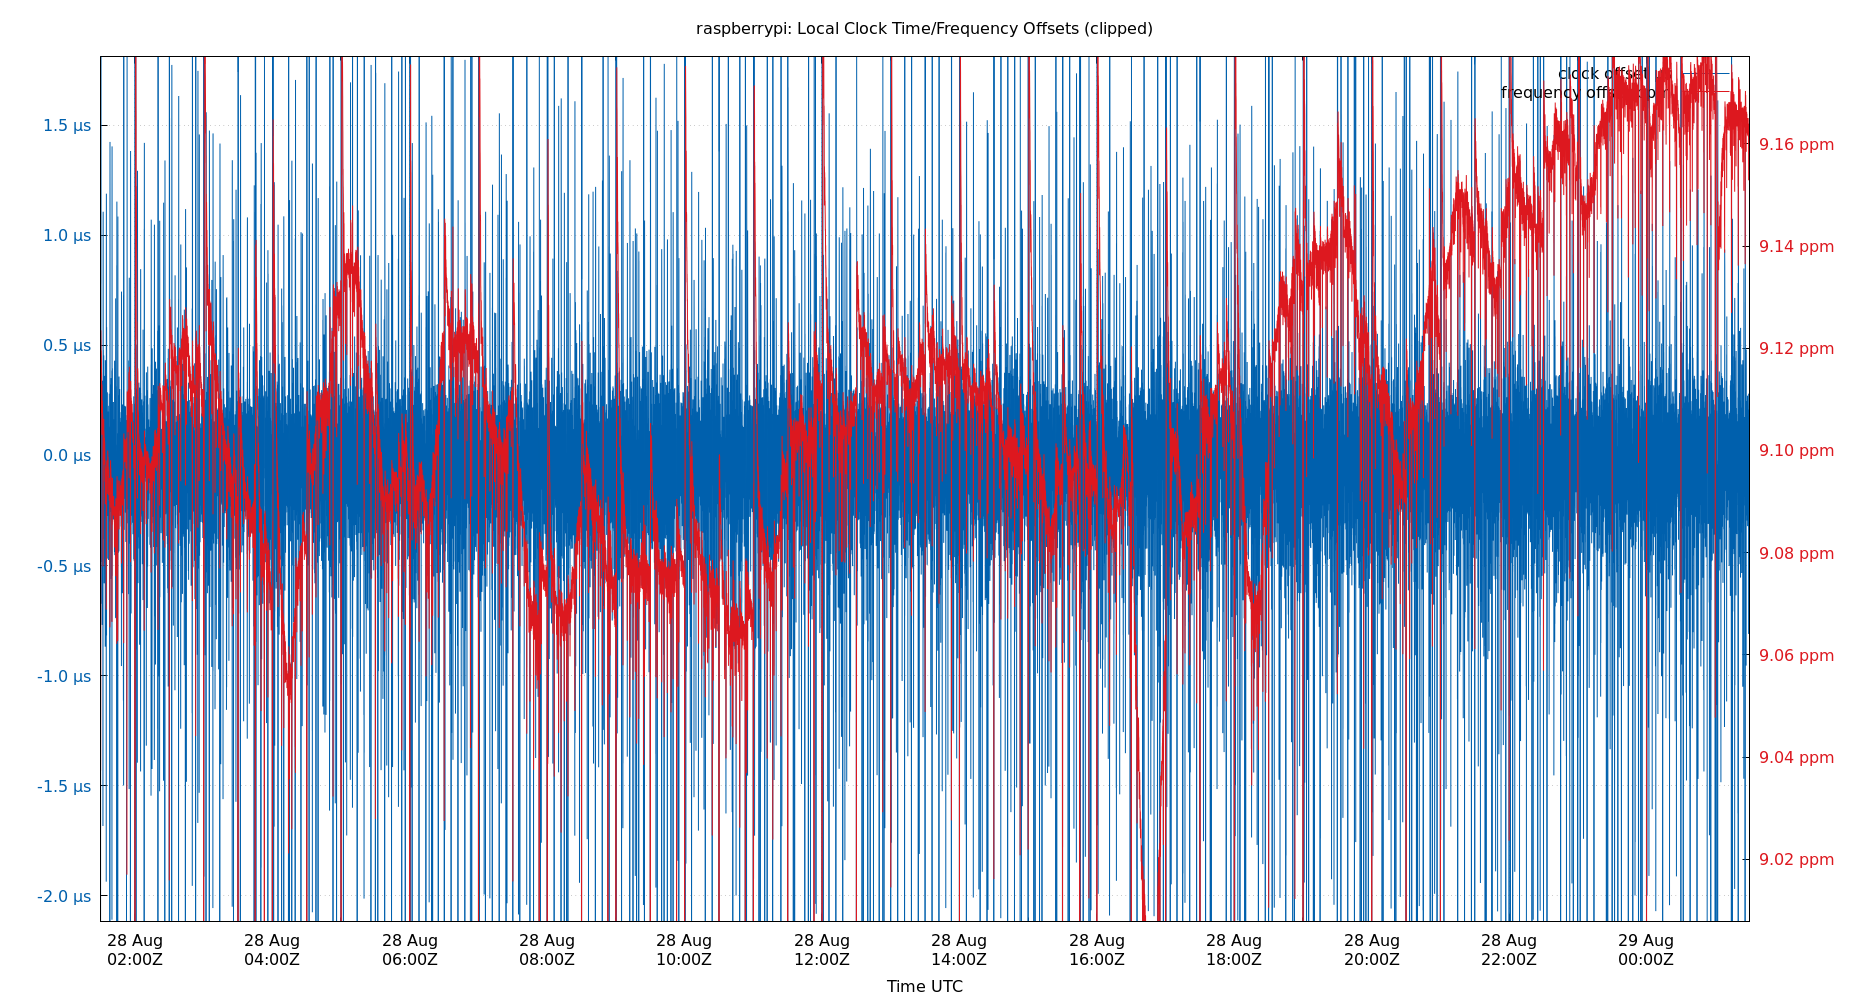 raspberrypi: Local Clock Time/Frequency Offsets (clipped)
clock offset
frequency offset ppm
1.5 µs
1.0 µs
0.5 µs
0.0 µs
-0.5 µs
-1.0 µs
-1.5 µs
-2.0 µs
9.16 ppm
9.14 ppm
9.12 ppm
9.10 ppm
9.08 ppm
9.06 ppm
9.04 ppm
9.02 ppm
28 Aug 28 Aug 28 Aug 28 Aug 28 Aug 28 Aug 28 Aug 28 Aug 28 Aug 28 Aug 28 Aug 29 Aug
02:00Z 04:00Z 06:00Z 08:00Z 10:00Z 12:00Z 14:00Z 16:00Z 18:00Z 20:00Z 22:00Z 00:00Z
Time UTC